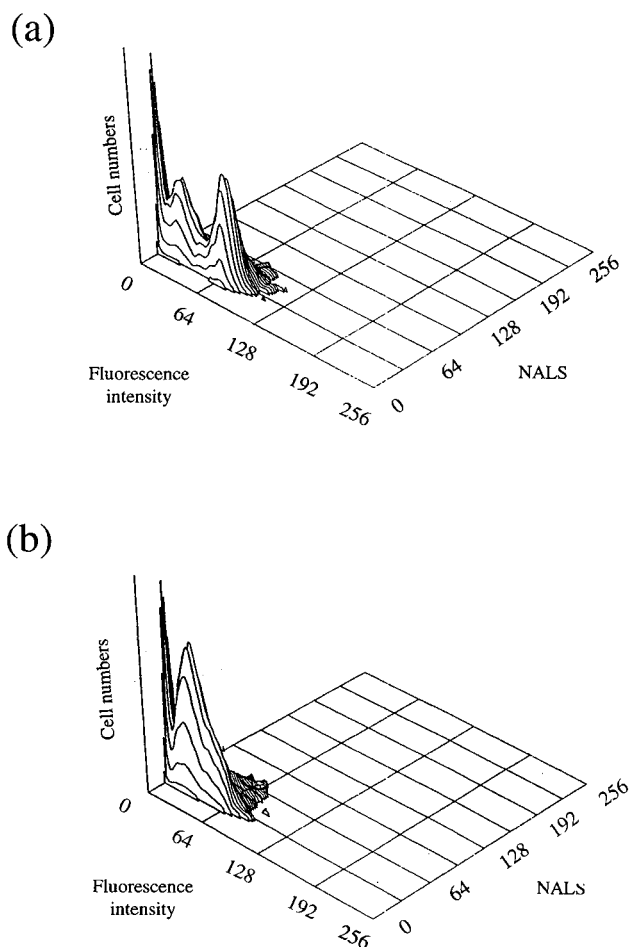 (a)
Cell numbers
0
64
128
192
256
Fluorescence
intensity
0
64
128
192
256
NALS
(b)
Cell numbers
0
64
128
192
256
Fluorescence
intensity
0
64
128
192
256
NALS